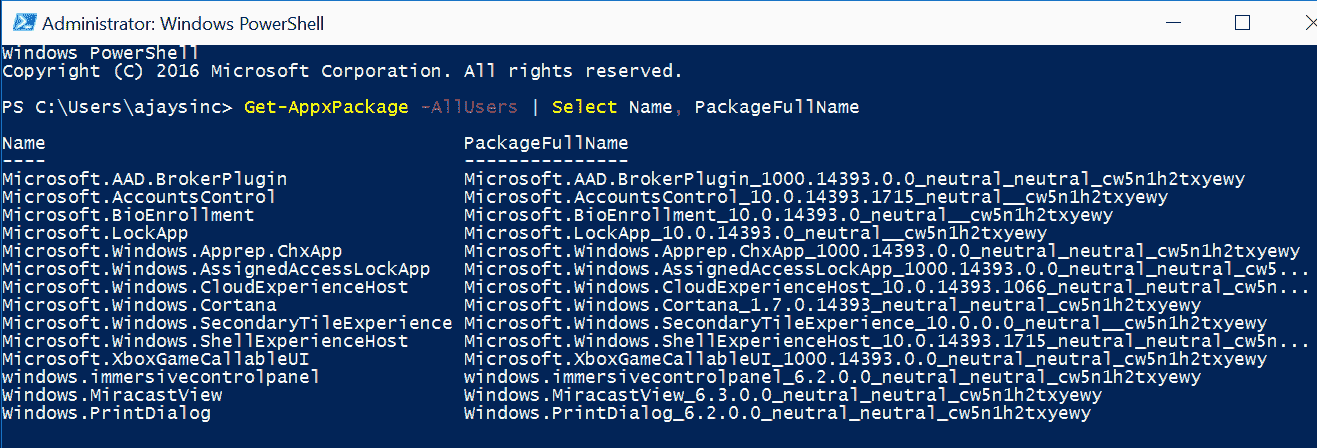 Administrator: Windows PowerShell
Windows PowerShell
Copyright (C) 2016 Microsoft Corporation. All rights reserved.
PS C:\Users\ajaysinc> Get-AppxPackage -AllUsers | Select Name, PackageFullName
Name PackageFullName
---- ---------------
Microsoft.AAD.BrokerPlugin Microsoft.AAD.BrokerPlugin_1000.14393.0.0_neutral_neutral_cw5n1h2txyewy
Microsoft.AccountsControl Microsoft.AccountsControl_10.0.14393.1715_neutral__cw5n1h2txyewy
Microsoft.BioEnrollment Microsoft.BioEnrollment_10.0.14393.0_neutral__cw5n1h2txyewy
Microsoft.LockApp Microsoft.LockApp_10.0.14393.0_neutral__cw5n1h2txyewy
Microsoft.Windows.Apprep.ChxApp Microsoft.Windows.Apprep.ChxApp_1000.14393.0.0_neutral_neutral_cw5n1h2txyewy
Microsoft.Windows.AssignedAccessLockApp Microsoft.Windows.AssignedAccessLockApp_1000.14393.0.0_neutral_neutral_cw5...
Microsoft.Windows.CloudExperienceHost Microsoft.Windows.CloudExperienceHost_10.0.14393.1066_neutral_neutral_cw5n...
Microsoft.Windows.Cortana Microsoft.Windows.Cortana_1.7.0.14393_neutral_neutral_cw5n1h2txyewy
Microsoft.Windows.SecondaryTileExperience Microsoft.Windows.SecondaryTileExperience_10.0.0.0_neutral__cw5n1h2txyewy
Microsoft.Windows.ShellExperienceHost Microsoft.Windows.ShellExperienceHost_10.0.14393.1715_neutral_neutral_cw5n...
Microsoft.XboxGameCallableUI Microsoft.XboxGameCallableUI_1000.14393.0.0_neutral_neutral_cw5n1h2txyewy
windows.immersivecontrolpanel windows.immersivecontrolpanel_6.2.0.0_neutral_neutral_cw5n1h2txyewy
Windows.MiracastView Windows.MiracastView_6.3.0.0_neutral_neutral_cw5n1h2txyewy
Windows.PrintDialog Windows.PrintDialog_6.2.0.0_neutral_neutral_cw5n1h2txyewy